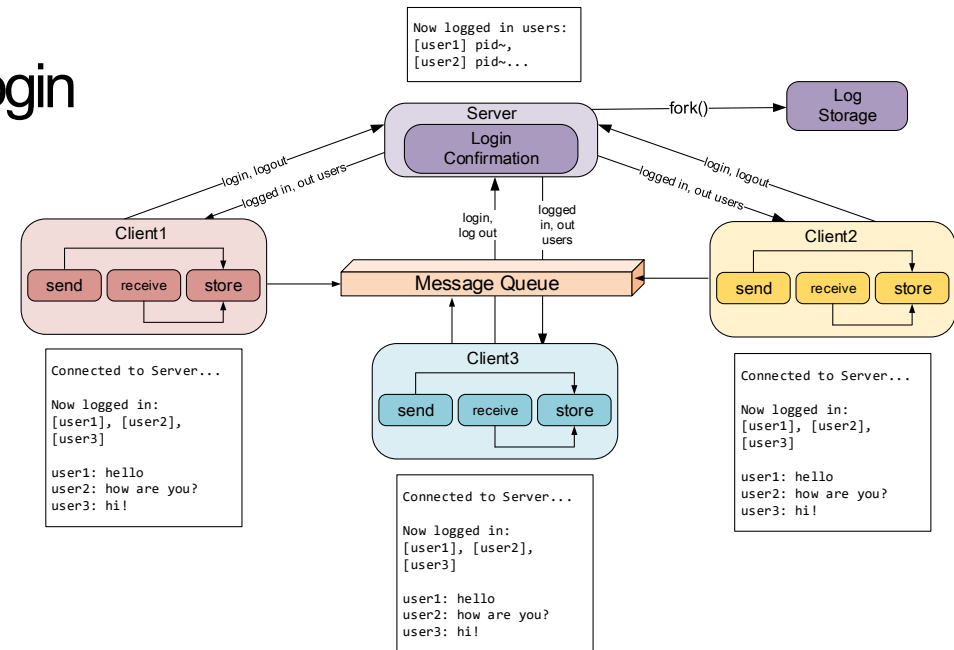 Now logged in users:
[user1] pid~,
[user2] pid~...
ogin
Server
Login
Confirmation
fork()
Log
Storage
login, logout
logged in, out users
login,
log out
logged
in, out
users
login, logout
logged in, out users
Client1
send
receive
store
Message Queue
Client2
send
receive
store
Client3
send
receive
store
Connected to Server...
Now logged in:
[user1], [user2],
[user3]
user1: hello
user2: how are you?
user3: hi!
Connected to Server...
Now logged in:
[user1], [user2],
[user3]
user1: hello
user2: how are you?
user3: hi!
Connected to Server...
Now logged in:
[user1], [user2],
[user3]
user1: hello
user2: how are you?
user3: hi!